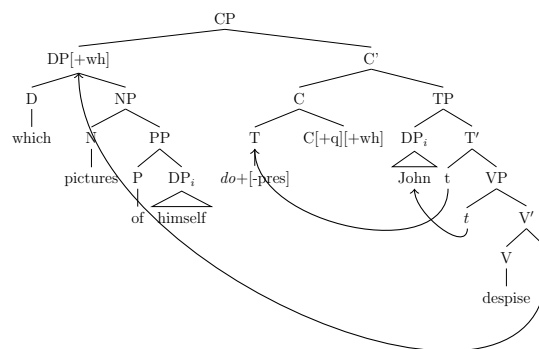 CP
DP[+wh] C'
D NP C TP
which N PP T C[+q][+wh] DPi T′
pictures P DPi do+[-pres] John t VP
of himself t V′
V
despise